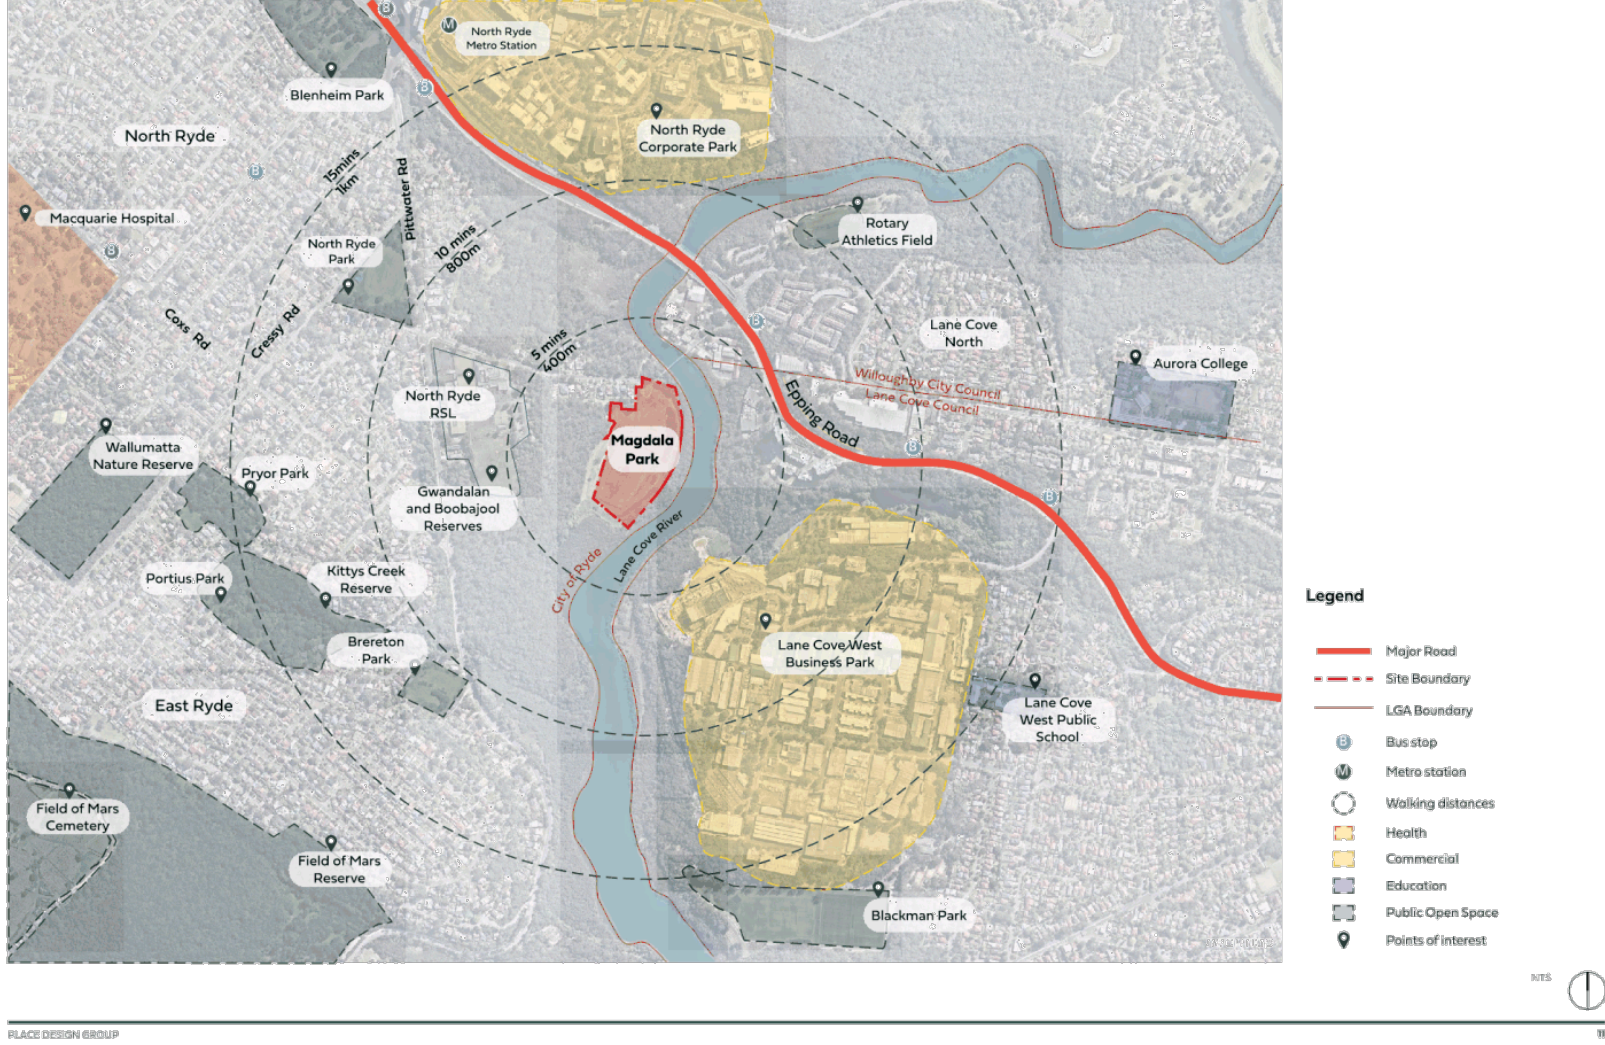 North Ryde
Metro Station
Blenheim Park
North Ryde
North Ryde
Corporate Park
15mins
1km
Pittwater Rd
Macquarie Hospital
North Ryde
Park
10 mins
800m
Rotary
Athletics Field
Coxs Rd
Cressy Rd
5 mins
400m
Lane Cove
North
Aurora College
Willoughby City Council
Lane Cove Council
Epping Road
North Ryde
RSL
Magdala
Park
Wallumatta
Nature Reserve
Pryor Park
Gwandalan
and Boobajool
Reserves
Lane Cove River
City of Ryde
Portius Park
Kittys Creek
Reserve
Brereton
Park
Lane Cove West
Business Park
East Ryde
Lane Cove
West Public
School
Field of Mars
Cemetery
Field of Mars
Reserve
Blackman Park
Legend
Major Road
Site Boundary
LGA Boundary
B Bus stop
M Metro station
Walking distances
Health
Commercial
Education
Public Open Space
Points of interest
NTS
PLACE DESIGN GROUP
11